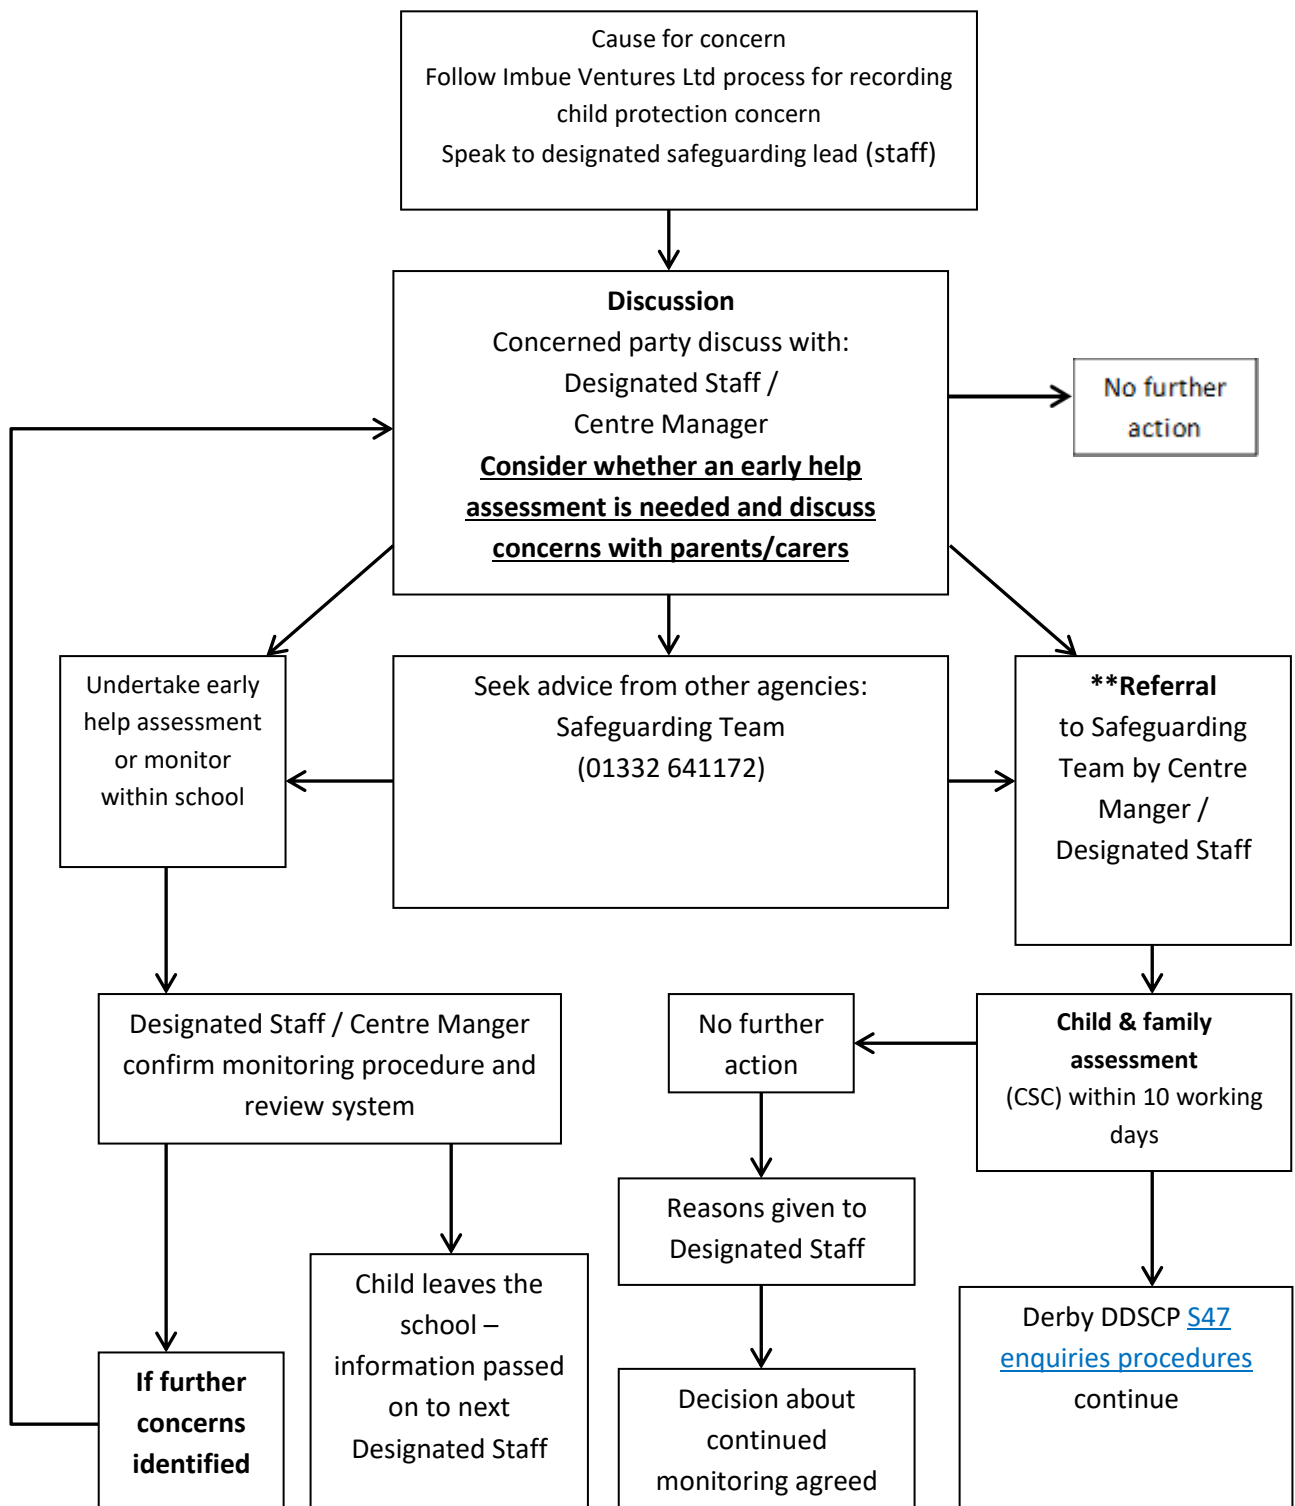 Cause for concern
Follow Imbue Ventures Ltd process for recording
child protection concern
Speak to designated safeguarding lead (staff)
Discussion
Concerned party discuss with:
Designated Staff /
Centre Manager
Consider whether an early help
assessment is needed and discuss
concerns with parents/carers
No further
action
Undertake early
help assessment
or monitor
within school
Seek advice from other agencies:
Safeguarding Team
(01332 641172)
**Referral
to Safeguarding
Team by Centre
Manger /
Designated Staff
Designated Staff / Centre Manger
confirm monitoring procedure and
review system
No further
action
Child & family
assessment
(CSC) within 10 working
days
Reasons given to
Designated Staff
If further
concerns
identified
Child leaves the
school –
information passed
on to next
Designated Staff
Decision about
continued
monitoring agreed
Derby DDSCP S47
enquiries procedures
continue